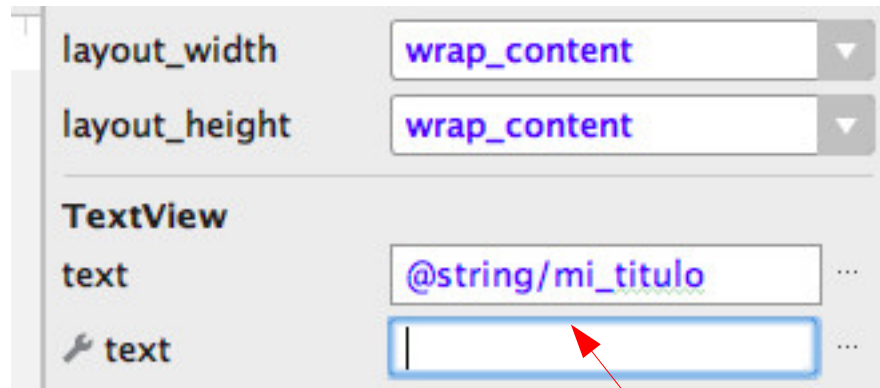 layout_width wrap_content
layout_height wrap_content
TextView
text @string/mi_titulo ...
text ...